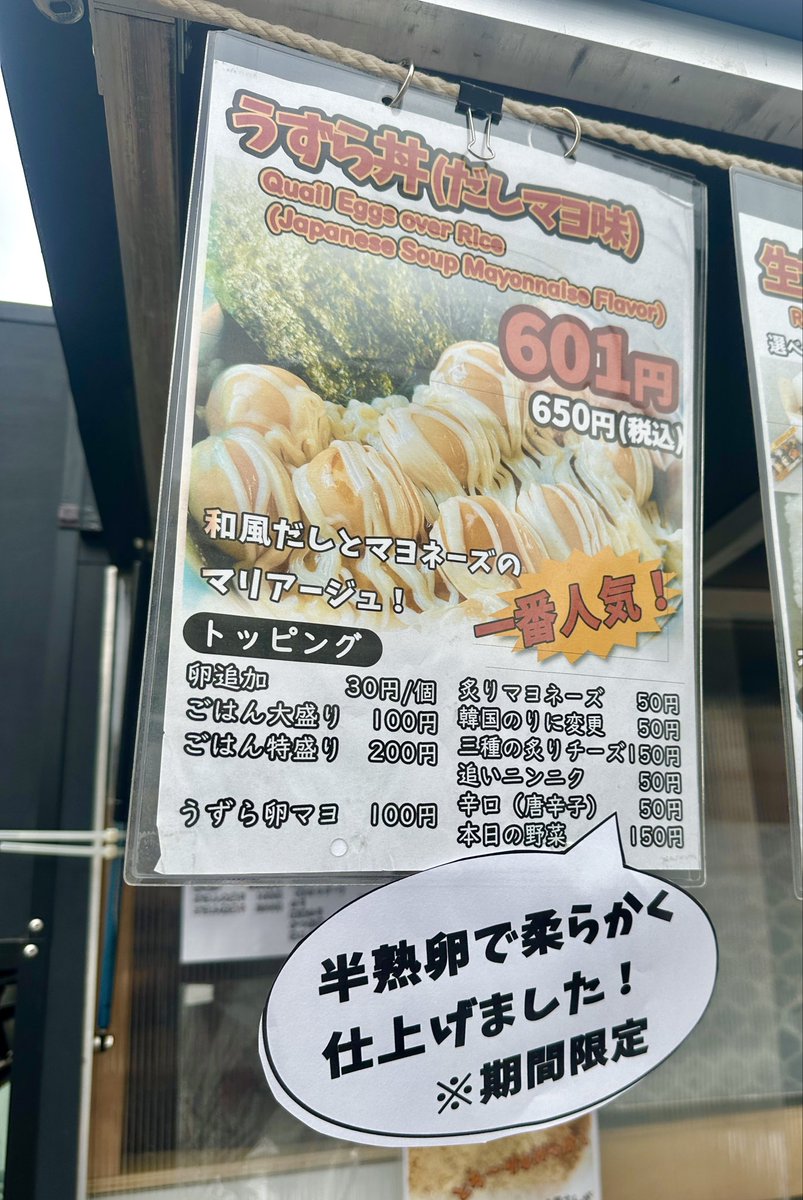 うずら丼(だしマヨ味)
Quail Eggs over Rice
(Japanese Soup Mayonnaise Flavor)
601円
650円(税込)
和風だしとマヨネーズの
マリアージュ！
一番人気！
トッピング
卵追加 30円/個
ごはん大盛り 100円
ごはん特盛り 200円
うずら卵マヨ 100円
炙りマヨネーズ 50円
韓国のりに変更 50円
三種の炙りチーズ 150円
追いニンニク 50円
辛口（唐辛子） 50円
本日の野菜 150円
半熟卵で柔らかく
仕上げました！
※期間限定
生
R
選べ